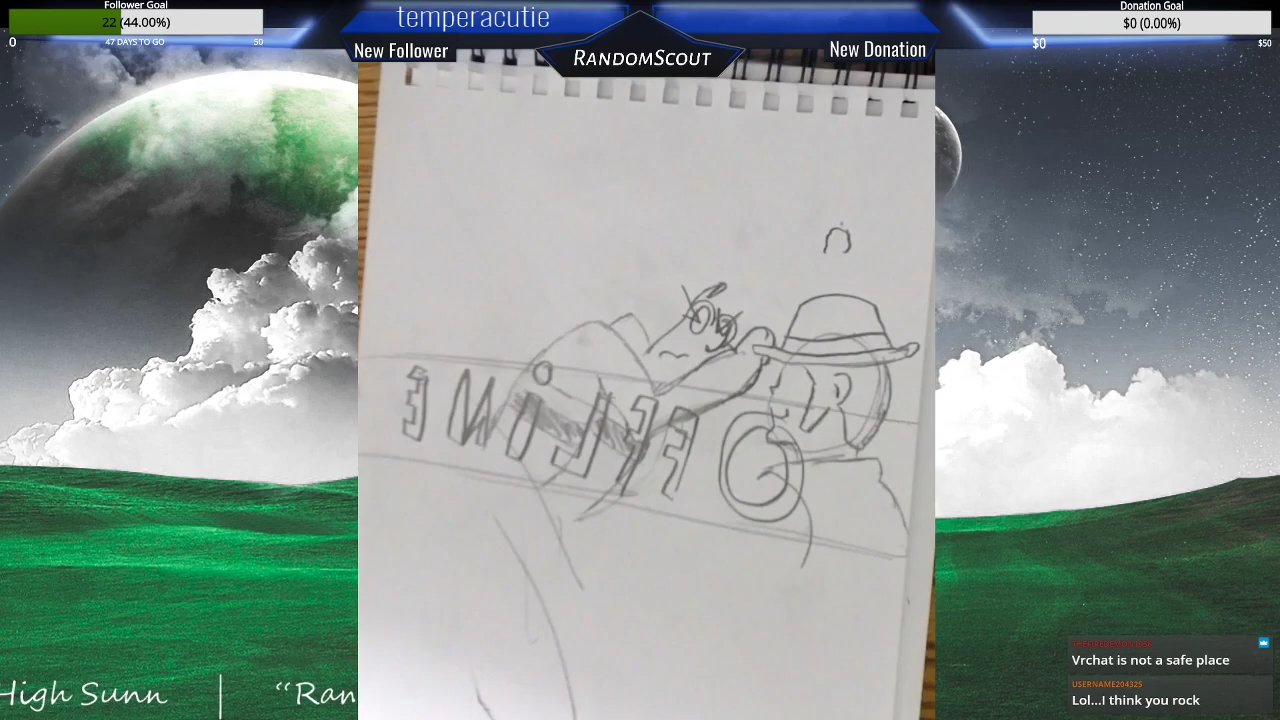 Follower Goal
22 (44.00%)
0
47 DAYS TO GO
50
temperacutie
New Follower
RANDOMSCOUT
New Donation
Donation Goal
$0 (0.00%)
$0
$50
High Sunn | “Ran
Vrchat is not a safe place
USERNAME204325
Lol...I think you rock